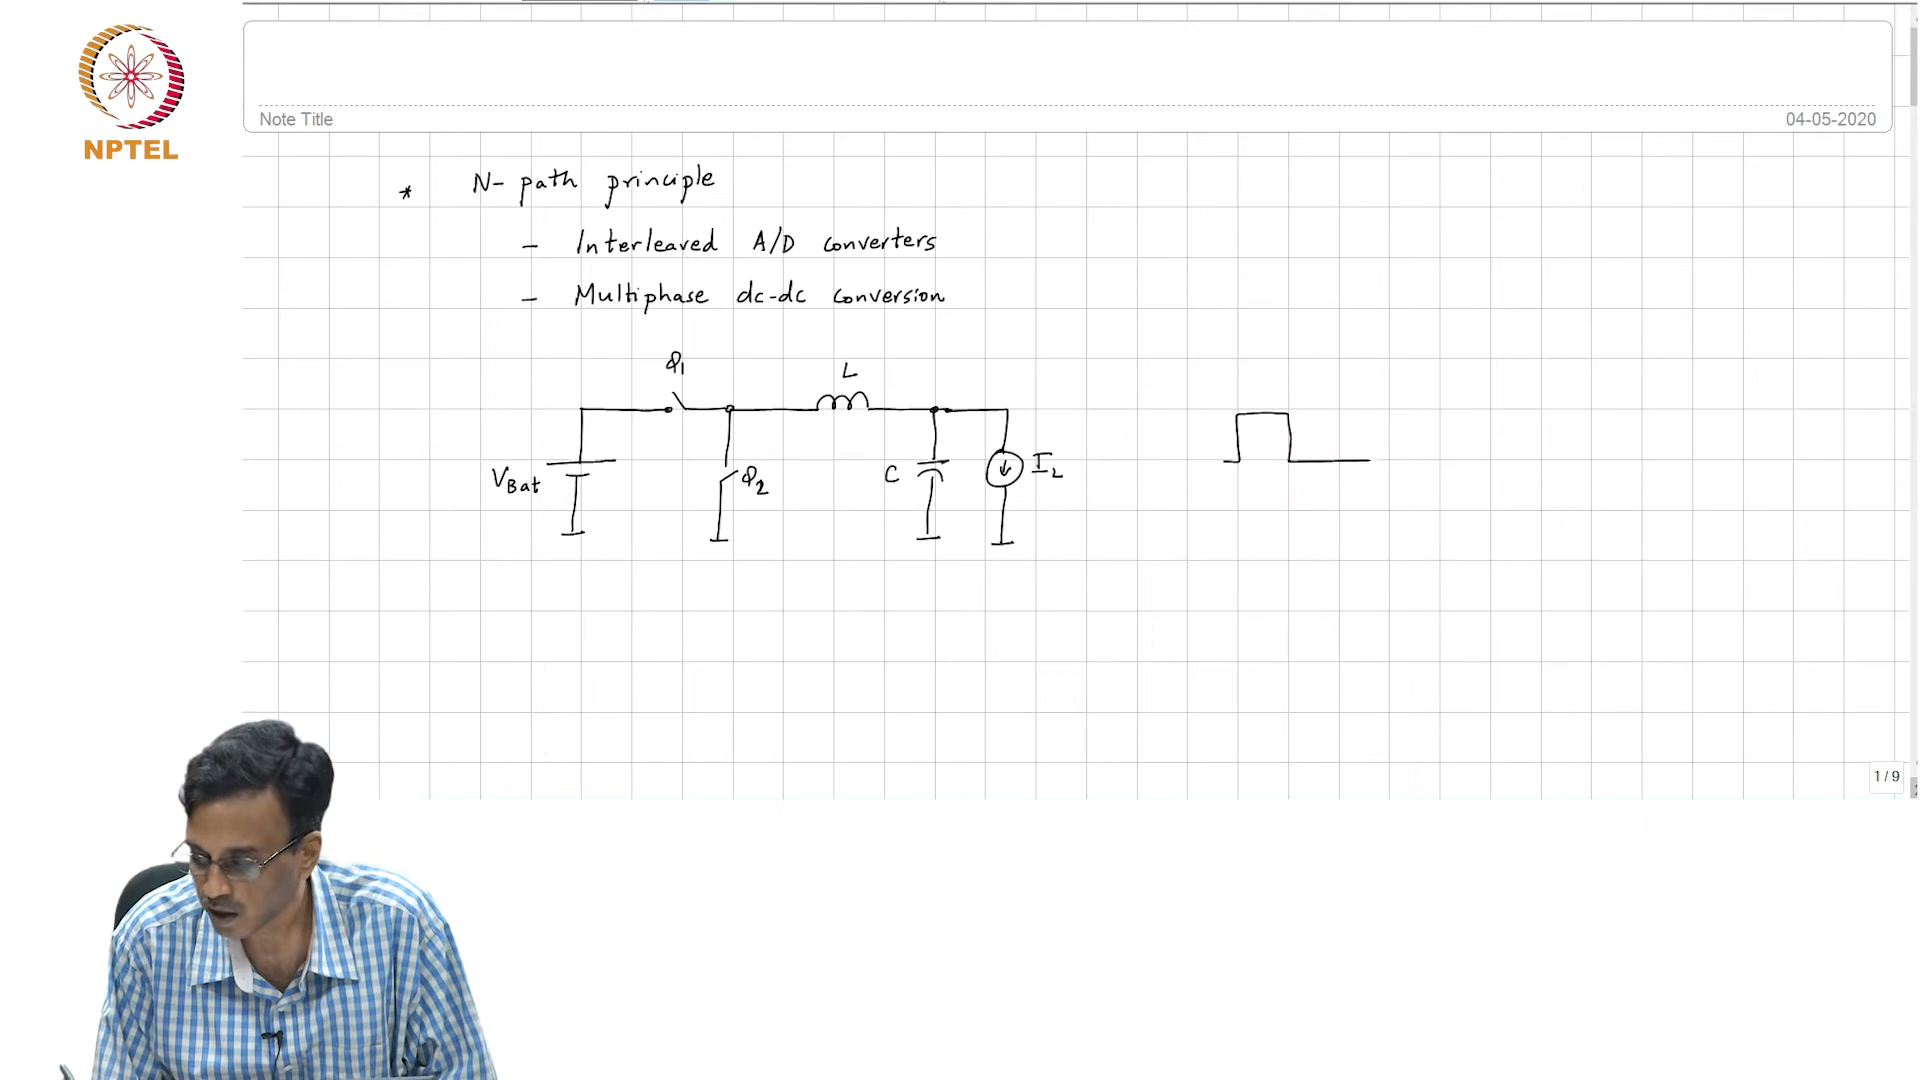 NPTEL
Note Title
04-05-2020
* N-path principle
- Interleaved A/D converters
- Multiphase dc-dc conversion
Φ1
L
VBat
Φ2
C
IL
1 / 9